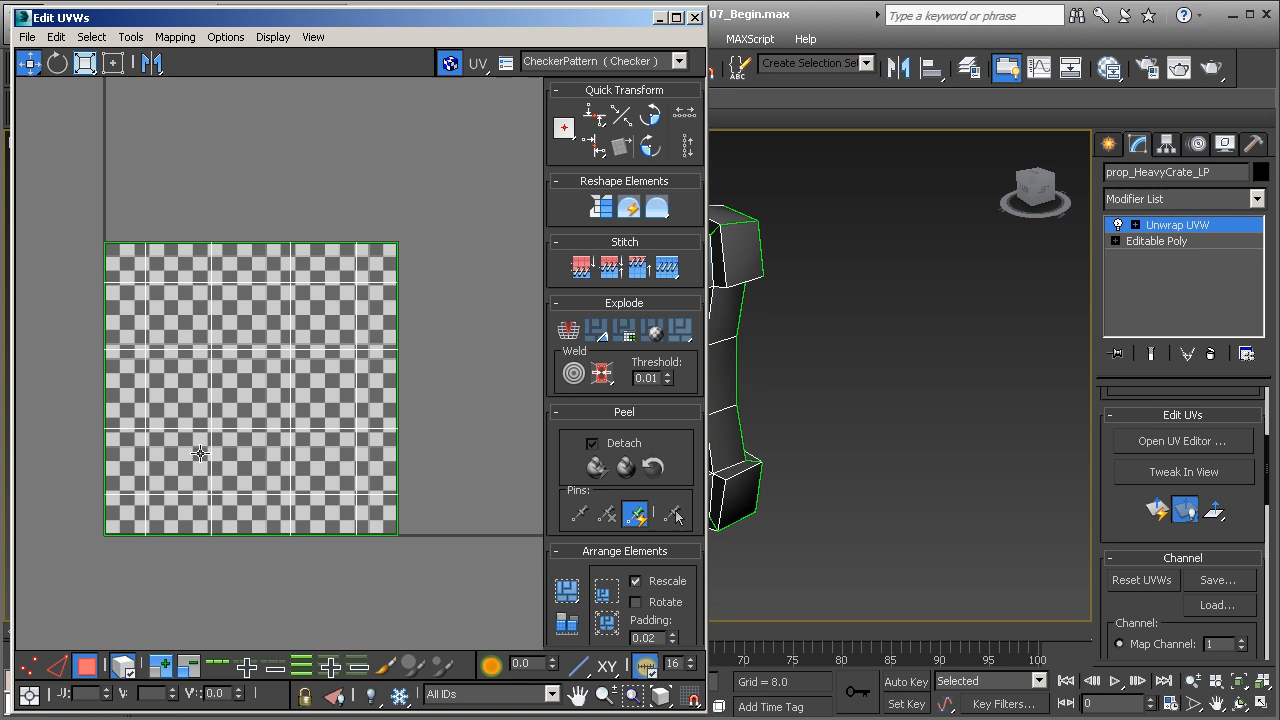 Edit UVWs
07_Begin.max
Type a keyword or phrase
File Edit Select Tools Mapping Options Display View
MAXScript Help
UV
CheckerPattern ( Checker )
ABC
Create Selection Se
Quick Transform
Reshape Elements
Stitch
Explode
Weld
Threshold:
0.01
Peel
Detach
Pins:
Arrange Elements
Rescale
Rotate
Padding:
0.02
prop_HeavyCrate_LP
Modifier List
Unwrap UVW
Editable Poly
Edit UVs
Open UV Editor ...
Tweak In View
Channel
Reset UVWs Save...
Load...
Channel:
Map Channel: 1
0.0
XY
16
70 75 80 85 90 95 100
Grid = 8.0
Add Time Tag
Auto Key
Selected
Set Key
Key Filters...
0
U: V: W: 0.0
All IDs